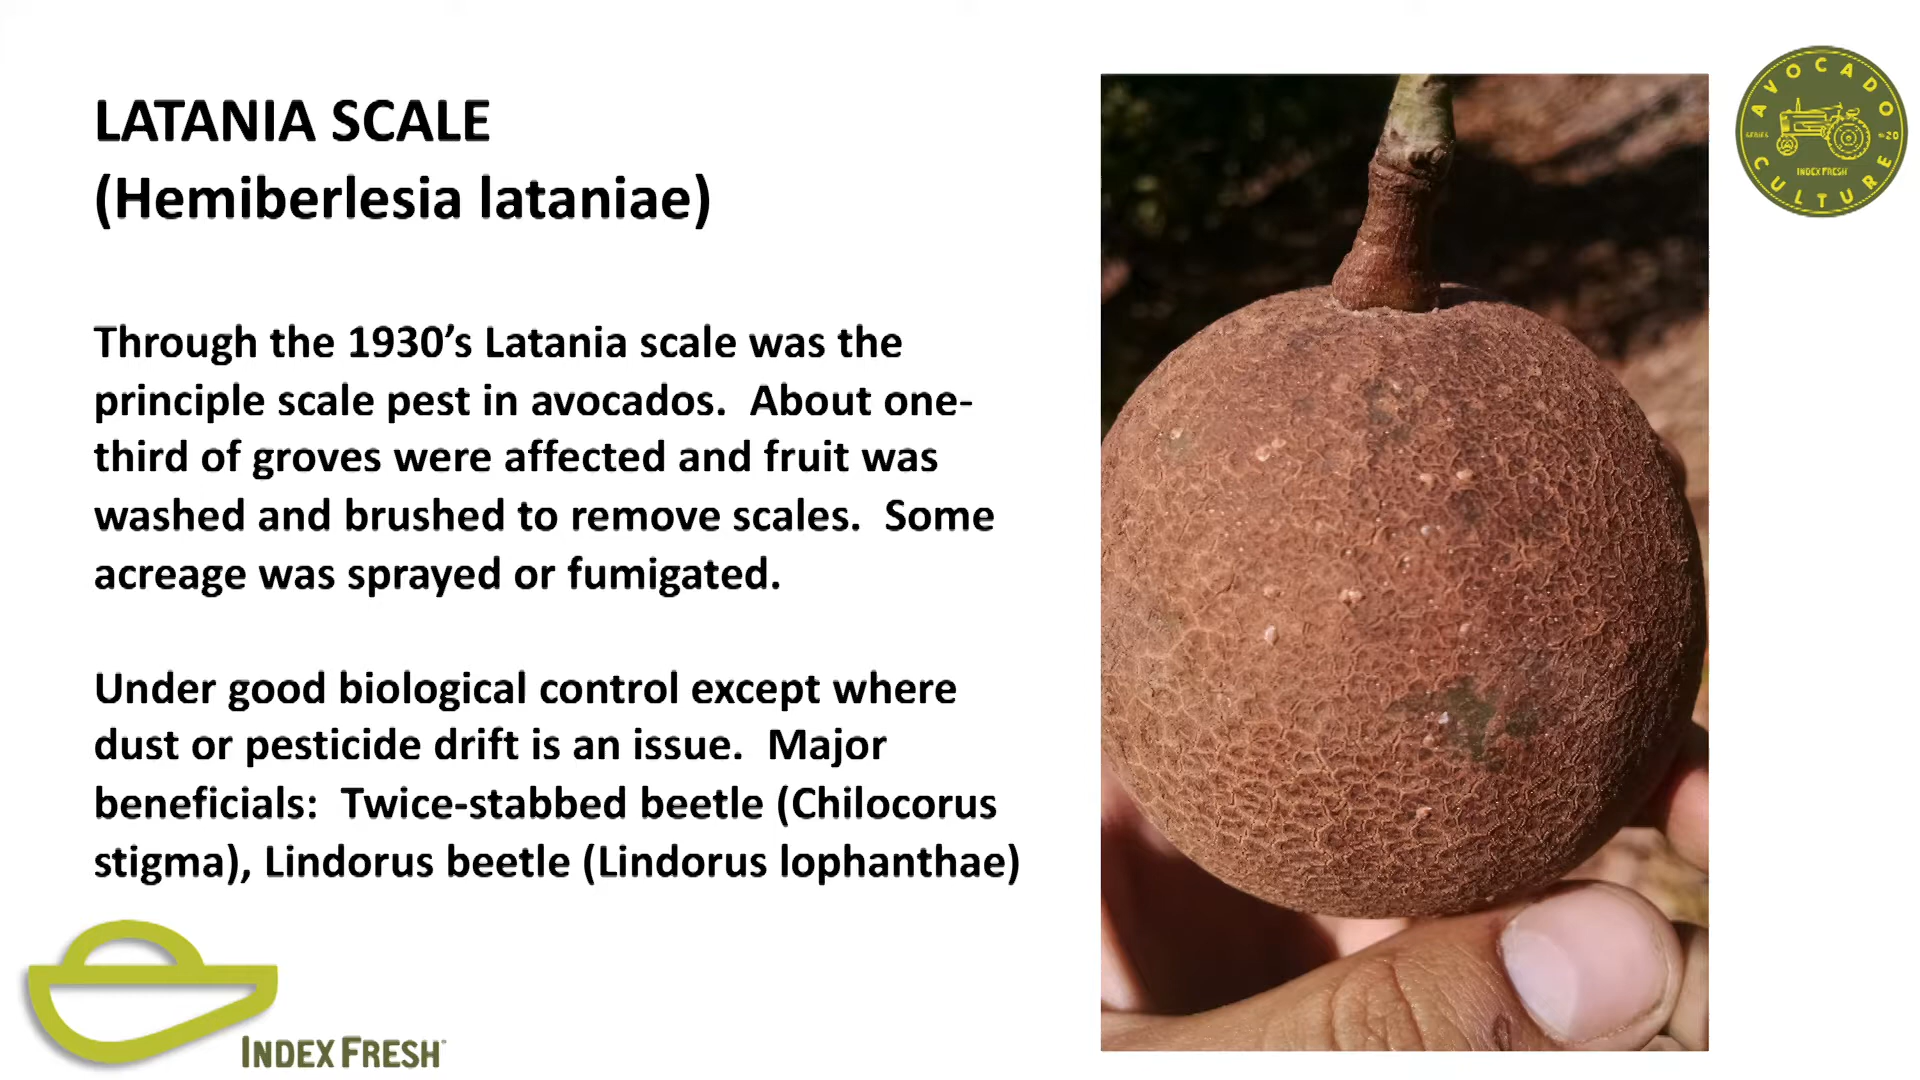 LATANIA SCALE
(Hemiberlesia lataniae)
Through the 1930’s Latania scale was the
principle scale pest in avocados.  About one-
third of groves were affected and fruit was
washed and brushed to remove scales.  Some
acreage was sprayed or fumigated.
Under good biological control except where
dust or pesticide drift is an issue.  Major
beneficials:  Twice-stabbed beetle (Chilocorus
stigma), Lindorus beetle (Lindorus lophanthae)
INDEX FRESH
AVOCADO
SERIES
20
INDEX FRESH
CULTURE